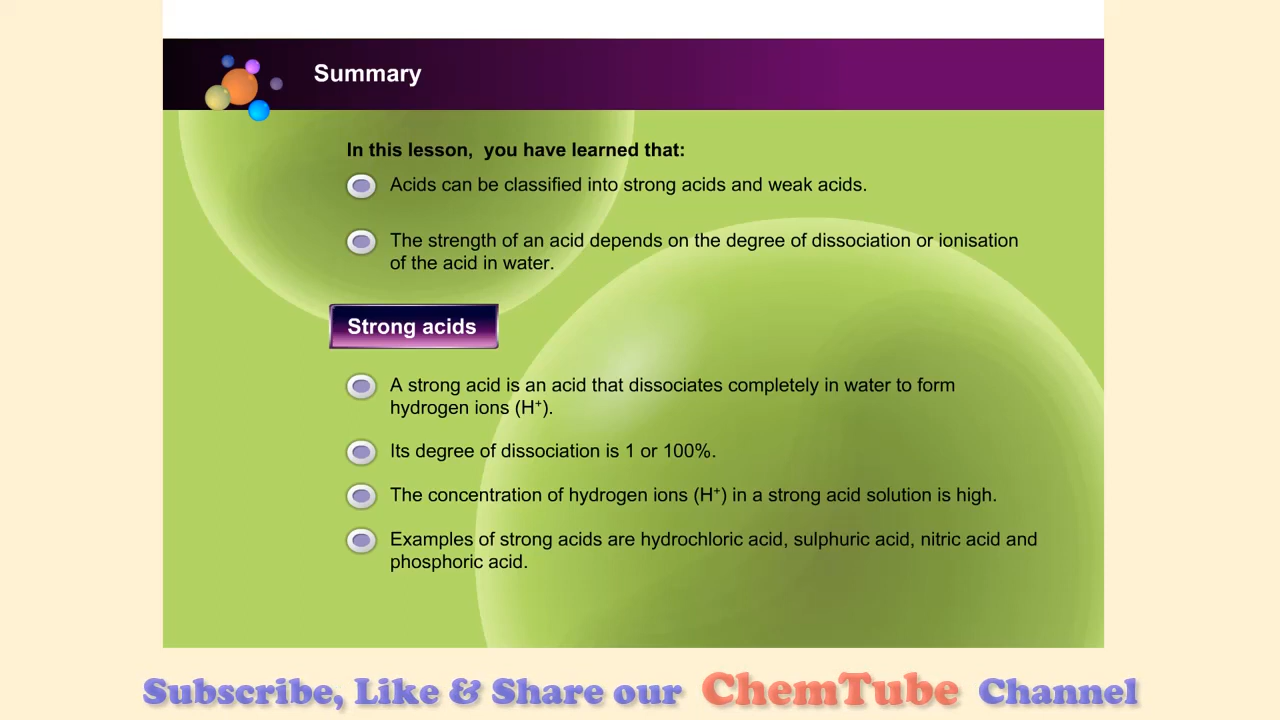 Summary
In this lesson, you have learned that:
Acids can be classified into strong acids and weak acids.
The strength of an acid depends on the degree of dissociation or ionisation
of the acid in water.
Strong acids
A strong acid is an acid that dissociates completely in water to form
hydrogen ions (H⁺).
Its degree of dissociation is 1 or 100%.
The concentration of hydrogen ions (H⁺) in a strong acid solution is high.
Examples of strong acids are hydrochloric acid, sulphuric acid, nitric acid and
phosphoric acid.
Subscribe, Like & Share our ChemTube Channel